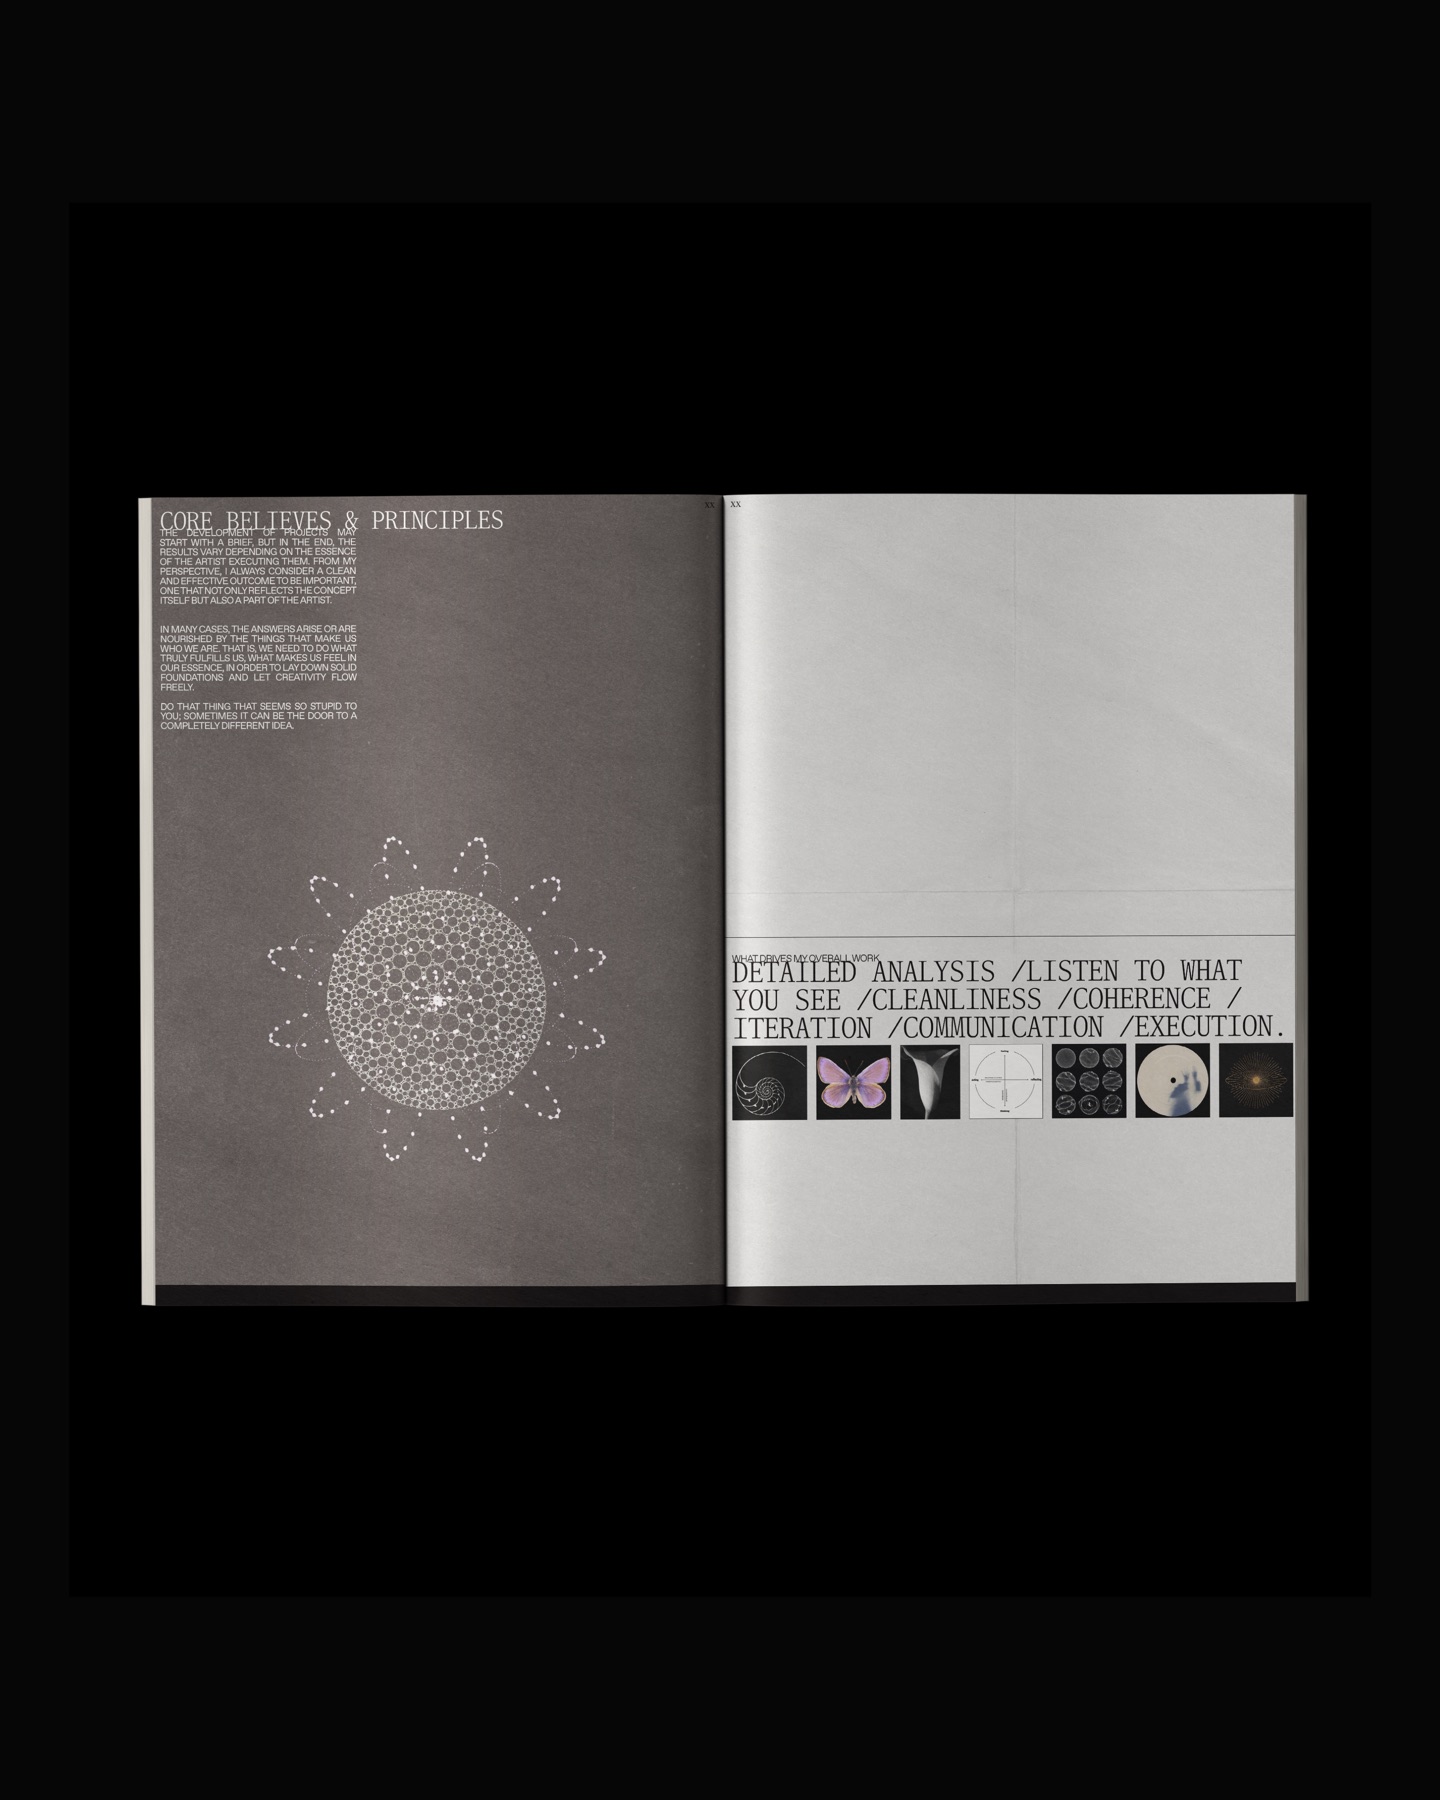 XX
CORE BELIEVES & PRINCIPLES
THE DEVELOPMENT OF PROJECTS MAY
START WITH A BRIEF, BUT IN THE END, THE
RESULTS VARY DEPENDING ON THE ESSENCE
OF THE ARTIST EXECUTING THEM. FROM MY
PERSPECTIVE, I ALWAYS CONSIDER A CLEAN
AND EFFECTIVE OUTCOME TO BE IMPORTANT,
ONE THAT NOT ONLY REFLECTS THE CONCEPT
ITSELF BUT ALSO A PART OF THE ARTIST.
IN MANY CASES, THE ANSWERS ARISE OR ARE
NOURISHED BY THE THINGS THAT MAKE US
WHO WE ARE. THAT IS, WE NEED TO DO WHAT
TRULY FULFILLS US, WHAT MAKES US FEEL IN
OUR ESSENCE, IN ORDER TO LAY DOWN SOLID
FOUNDATIONS AND LET CREATIVITY FLOW
FREELY.
DO THAT THING THAT SEEMS SO STUPID TO
YOU; SOMETIMES IT CAN BE THE DOOR TO A
COMPLETELY DIFFERENT IDEA.
XX
WHAT DRIVES MY OVERALL WORK
DETAILED ANALYSIS /LISTEN TO WHAT
YOU SEE /CLEANLINESS /COHERENCE /
ITERATION /COMMUNICATION /EXECUTION.